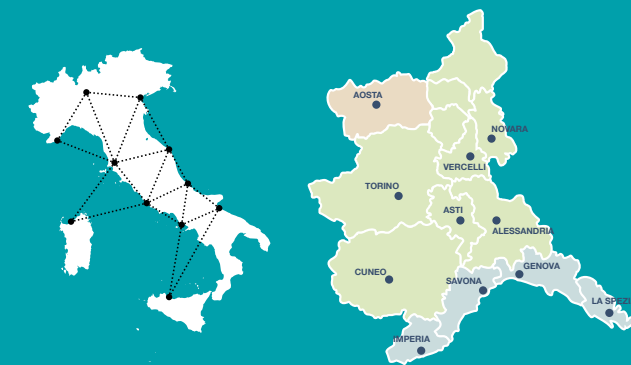 AOSTA
NOVARA
VERCELLI
TORINO
ASTI
ALESSANDRIA
CUNEO
GENOVA
SAVONA
LA SPEZI
IMPERIA